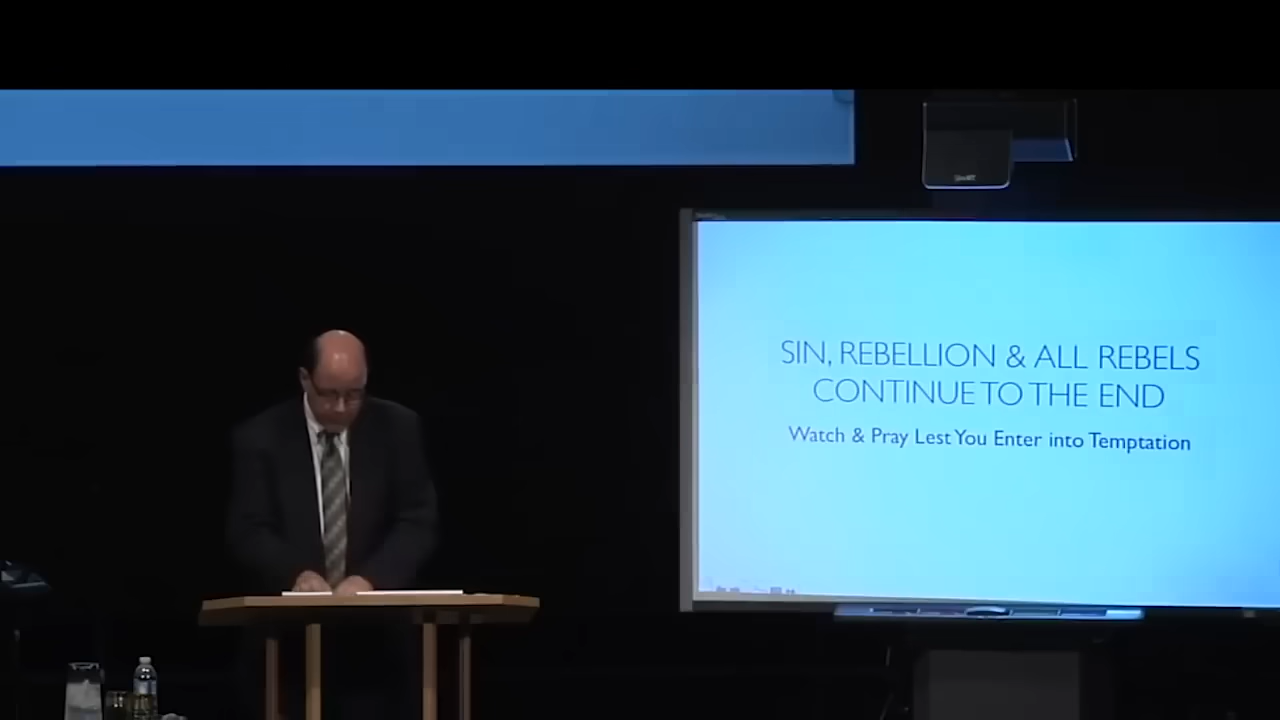 SIN, REBELLION & ALL REBELS
CONTINUE TO THE END
Watch & Pray Lest You Enter into Temptation